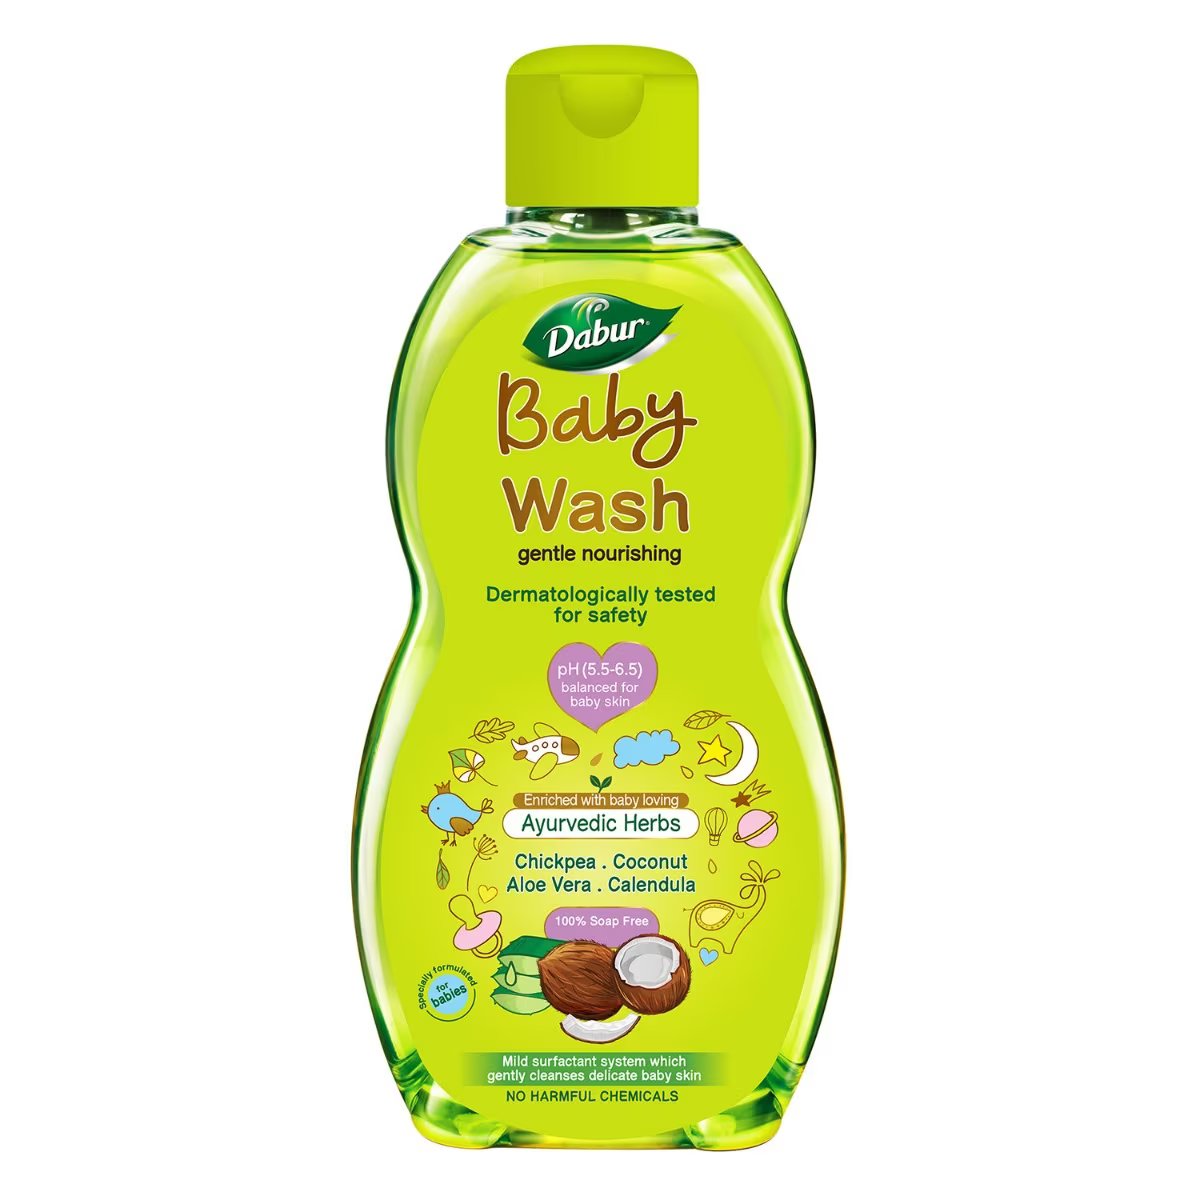 Dabur
Baby
Wash
gentle nourishing
Dermatologically tested
for safety
pH (5.5-6.5)
balanced for
baby skin
Enriched with baby loving
Ayurvedic Herbs
Chickpea . Coconut
Aloe Vera . Calendula
100% Soap Free
Specially formulated
for
babies
Mild surfactant system which
gently cleanses delicate baby skin
NO HARMFUL CHEMICALS